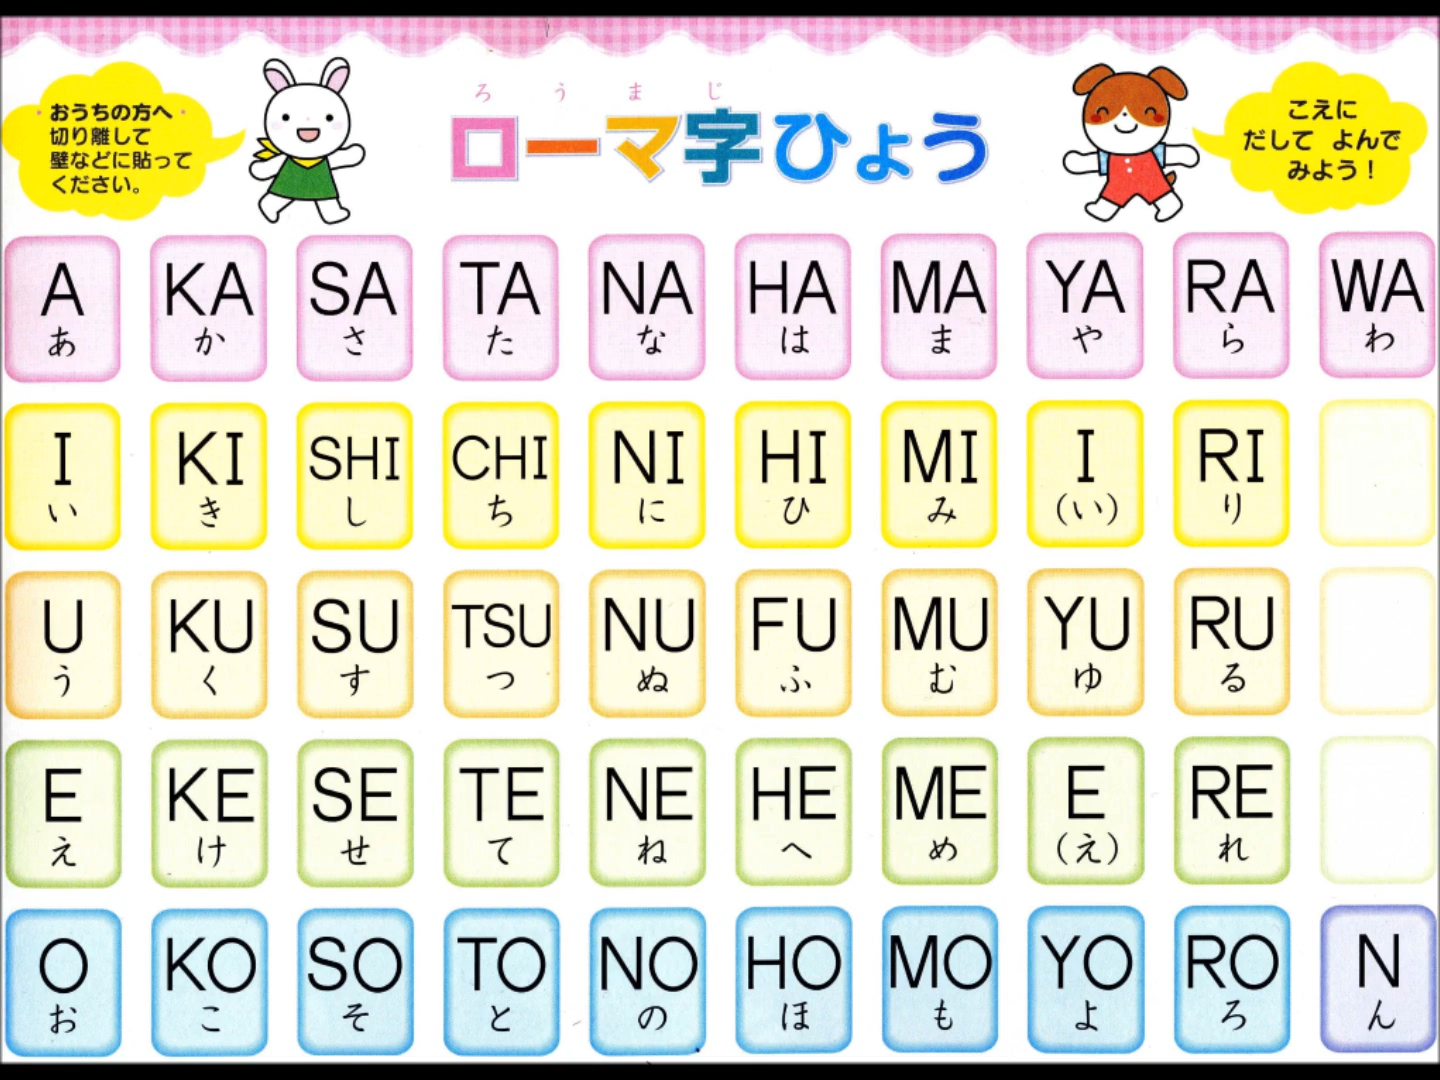 おうちの方へ
切り離して
壁などに貼って
ください。
ろうまじ
ローマ字ひょう
こえに
だして よんで
みよう！
A KA SA TA NA HA MA YA RA WA
あ か さ た な は ま や ら わ
I KI SHI CHI NI HI MI I RI
い き し ち に ひ み （い） り
U KU SU TSU NU FU MU YU RU
う く す つ ぬ ふ む ゆ る
E KE SE TE NE HE ME E RE
え け せ て ね へ め （え） れ
O KO SO TO NO HO MO YO RO N
お こ そ と の ほ も よ ろ ん